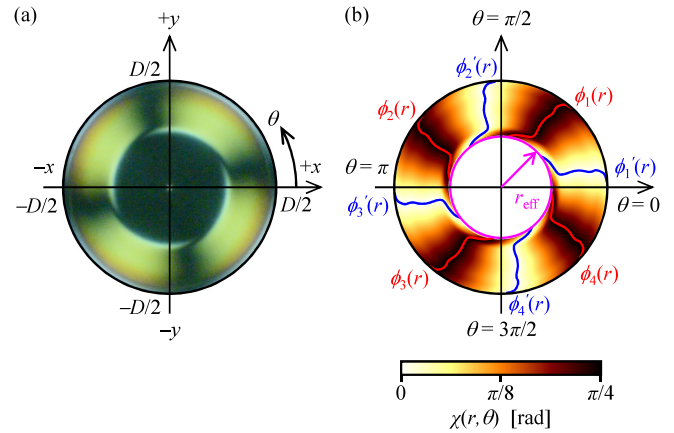 (a)
+y
D/2
θ
−x
+x
−D/2
D/2
−D/2
−y
(b)
θ = π/2
ϕ2′(r)
ϕ1(r)
ϕ2(r)
θ = π
ϕ1′(r)
reff
ϕ3′(r)
θ = 0
ϕ3(r)
ϕ4(r)
ϕ4′(r)
θ = 3π/2
0 π/8 π/4
χ(r, θ) [rad]